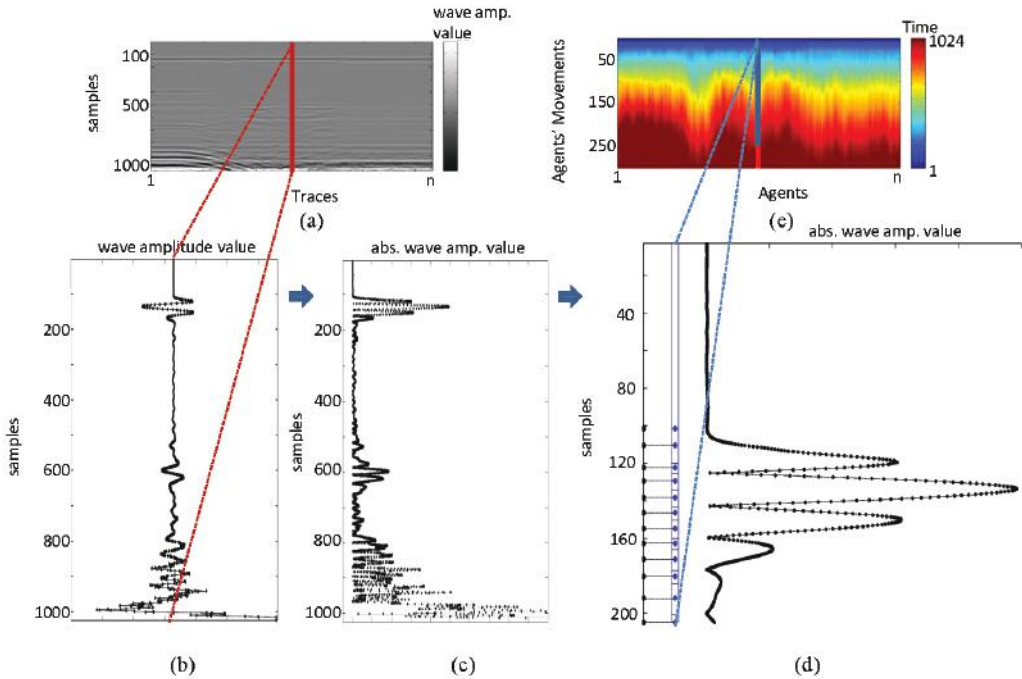 wave amp.
value
100
500
1000
samples
1
n
Traces
(a)
Time
1024
1
50
150
250
Agents' Movements
1
n
Agents
(e)
wave amplitude value
200
400
600
800
1000
samples
(b)
abs. wave amp. value
200
400
600
800
1000
samples
(c)
abs. wave amp. value
40
80
120
160
200
samples
(d)